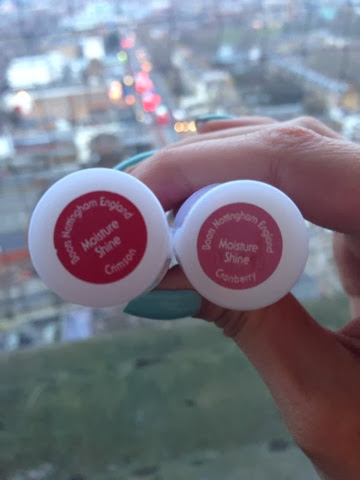 Boots Nottingham England
Moisture
Shine
Crimson
Boots Nottingham England
Moisture
Shine
Cranberry